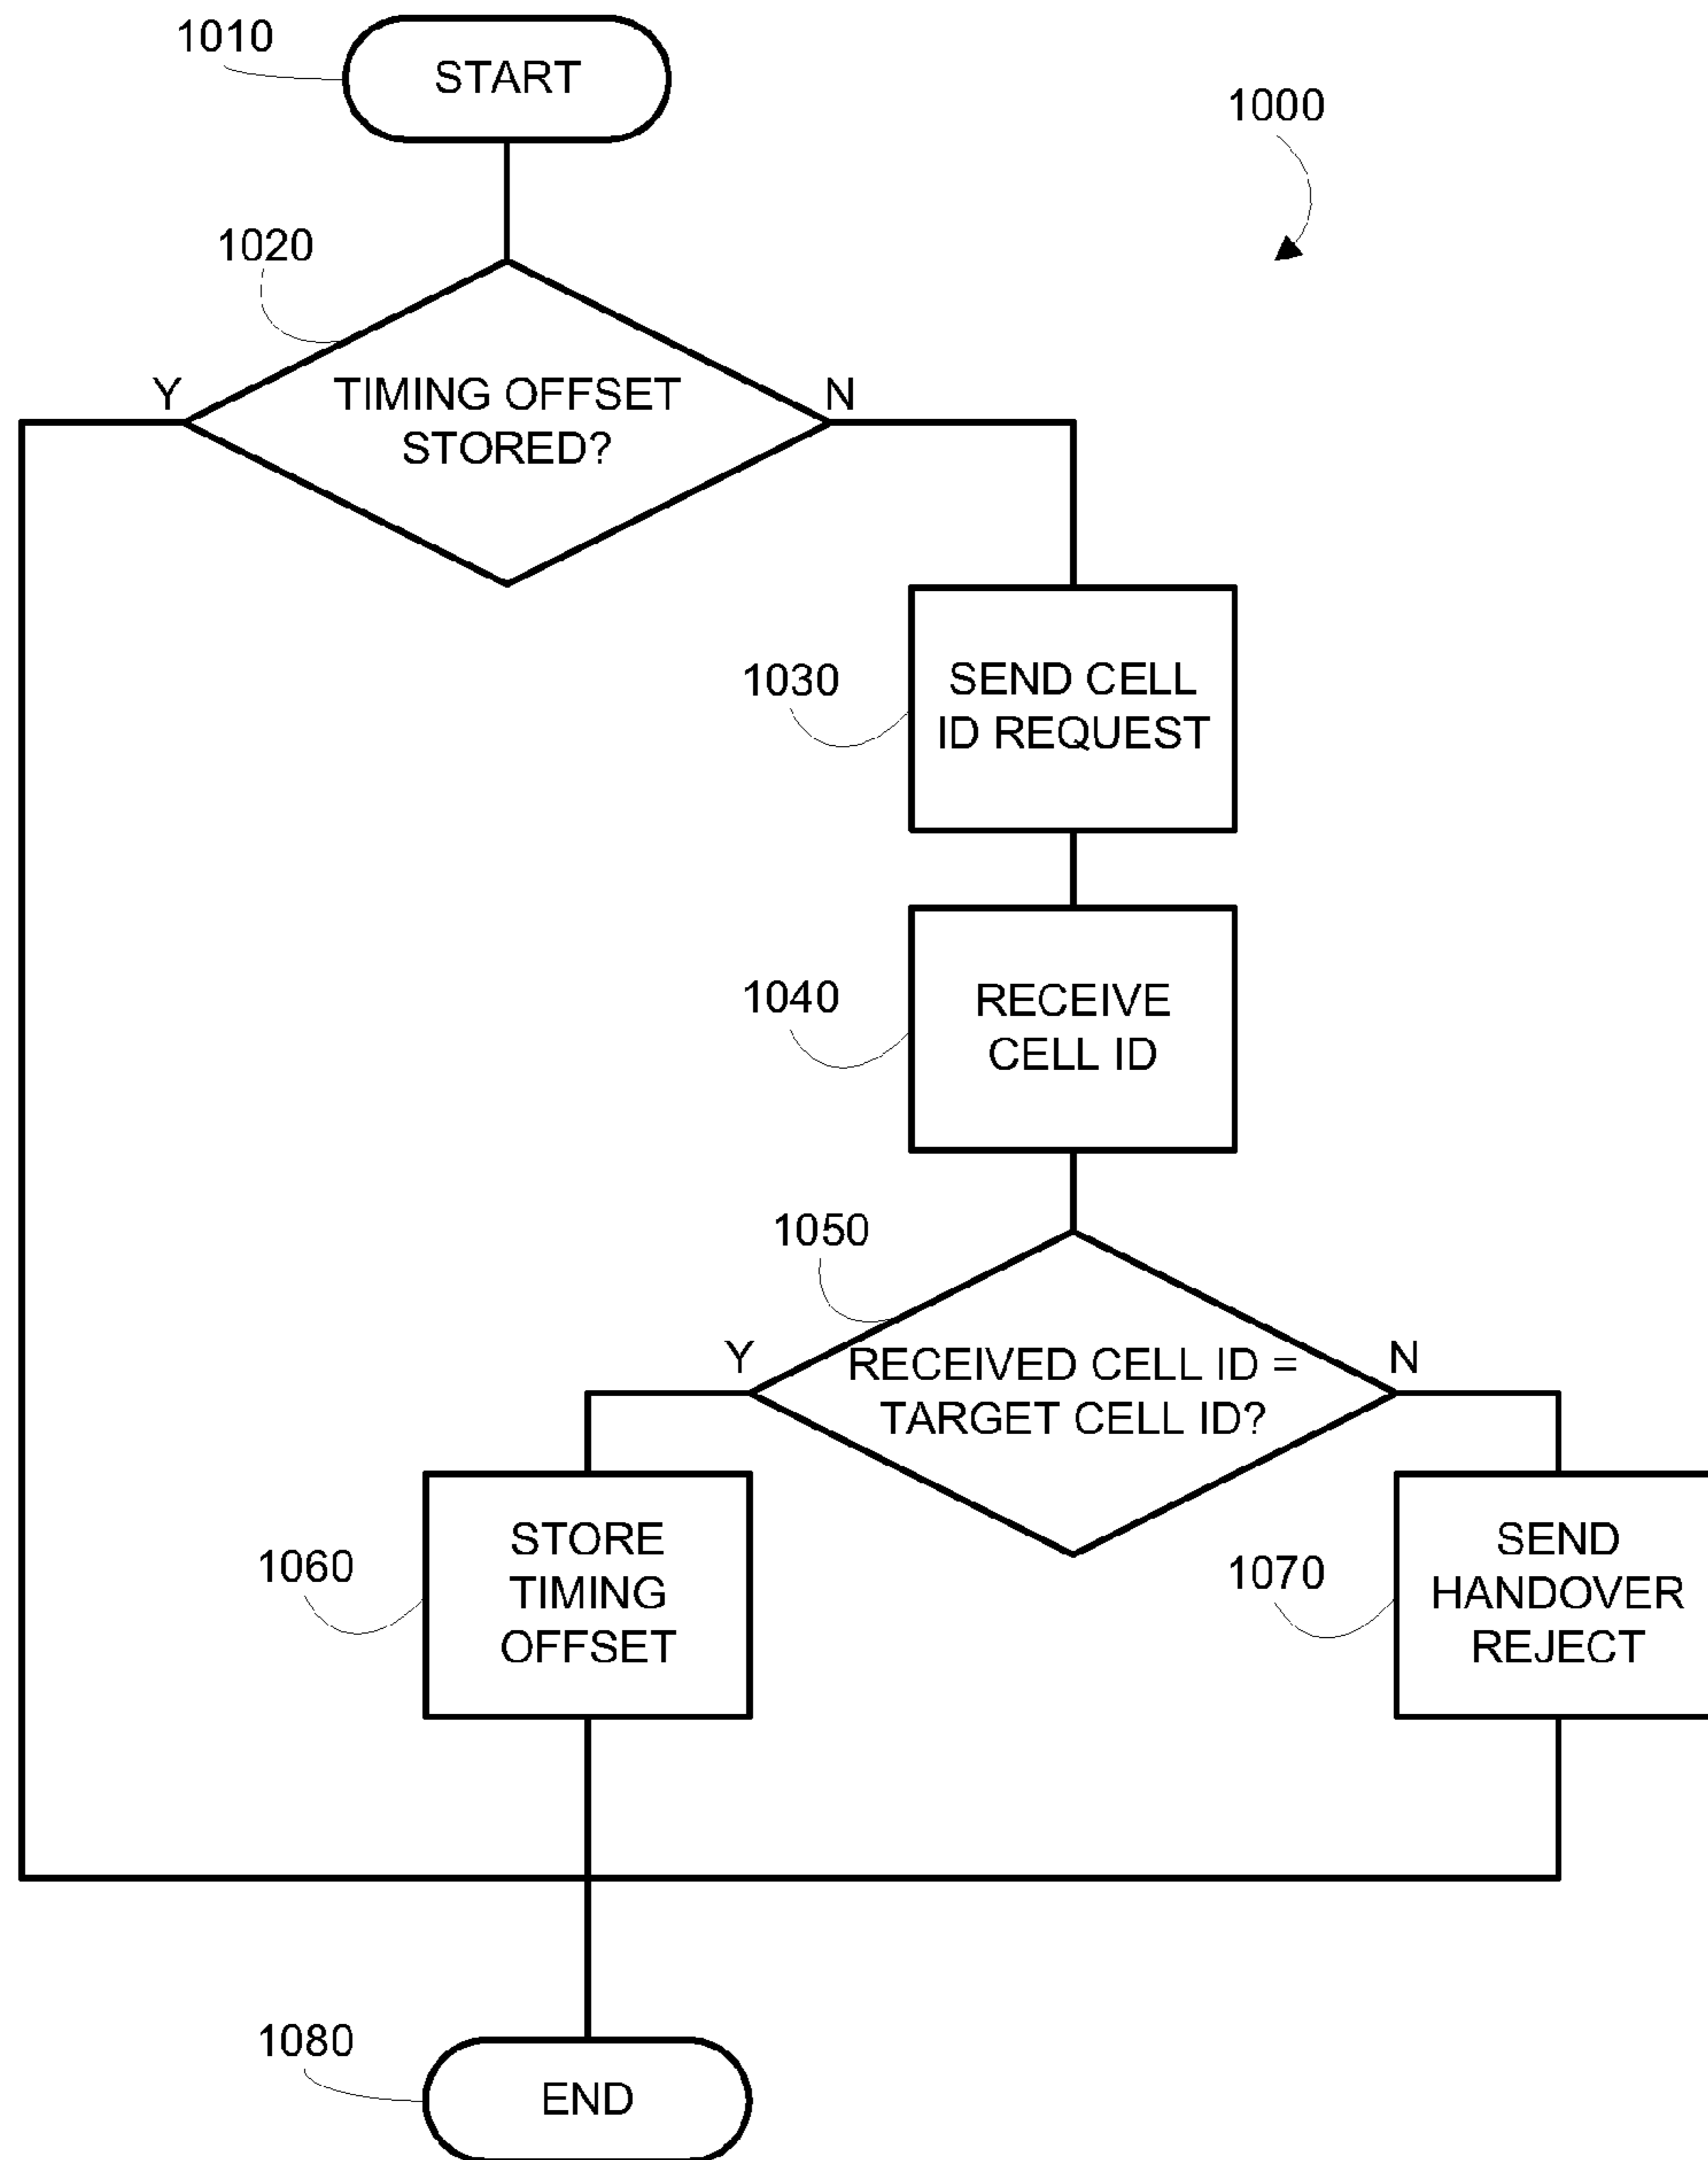 1010
START
1000
1020
Y
TIMING OFFSET
STORED?
N
1030
SEND CELL
ID REQUEST
1040
RECEIVE
CELL ID
1050
Y
RECEIVED CELL ID =
TARGET CELL ID?
N
1060
STORE
TIMING
OFFSET
1070
SEND
HANDOVER
REJECT
1080
END